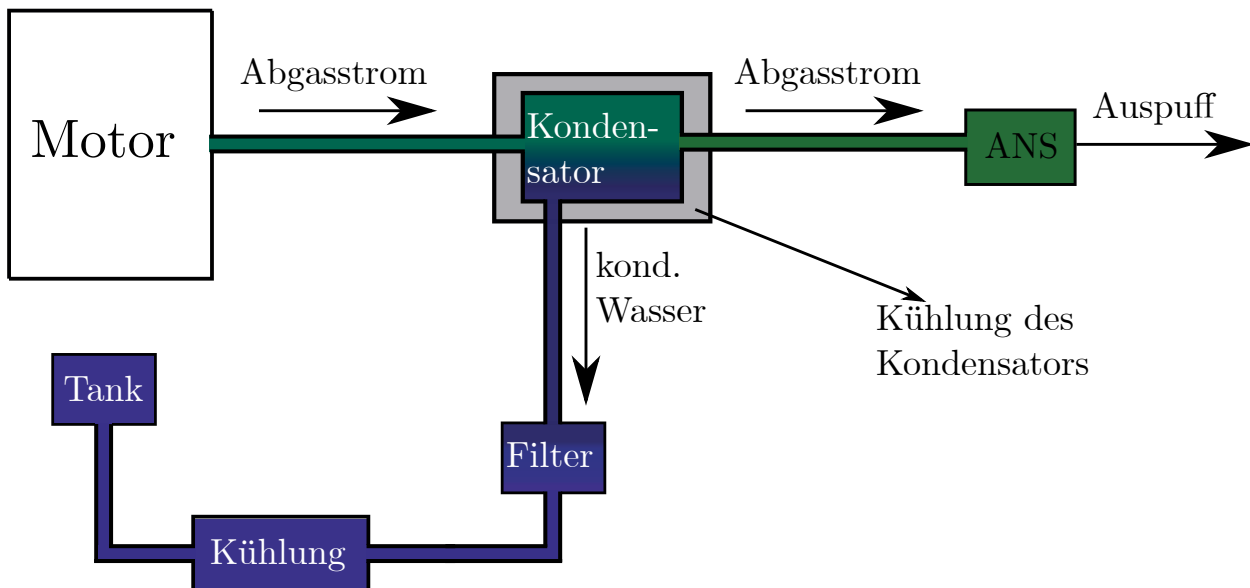 Abgasstrom
Abgasstrom
Auspuff
Motor
Konden-
sator
ANS
kond.
Wasser
Kühlung des
Kondensators
Tank
Filter
Kühlung